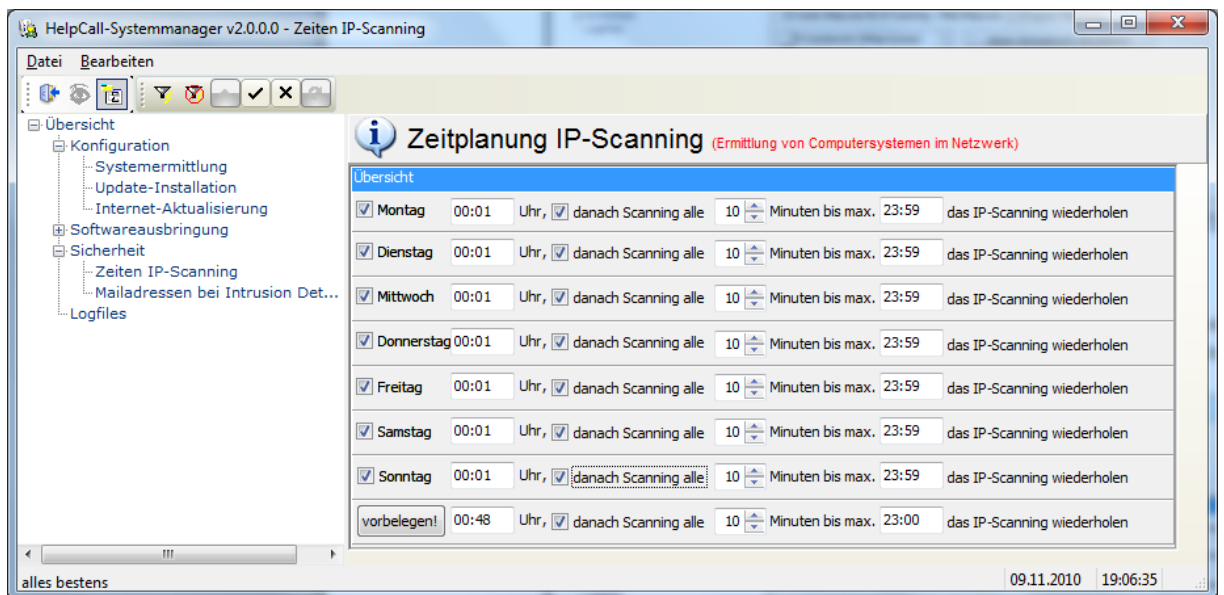 HelpCall-Systemmanager v2.0.0.0 - Zeiten IP-Scanning
Datei Bearbeiten
Übersicht
Konfiguration
Systemermittlung
Update-Installation
Internet-Aktualisierung
Softwareausbringung
Sicherheit
Zeiten IP-Scanning
Mailadressen bei Intrusion Det...
Logfiles
Zeitplanung IP-Scanning (Ermittlung von Computersystemen im Netzwerk)
Übersicht
Montag 00:01 Uhr, danach Scanning alle 10 Minuten bis max. 23:59 das IP-Scanning wiederholen
Dienstag 00:01 Uhr, danach Scanning alle 10 Minuten bis max. 23:59 das IP-Scanning wiederholen
Mittwoch 00:01 Uhr, danach Scanning alle 10 Minuten bis max. 23:59 das IP-Scanning wiederholen
Donnerstag 00:01 Uhr, danach Scanning alle 10 Minuten bis max. 23:59 das IP-Scanning wiederholen
Freitag 00:01 Uhr, danach Scanning alle 10 Minuten bis max. 23:59 das IP-Scanning wiederholen
Samstag 00:01 Uhr, danach Scanning alle 10 Minuten bis max. 23:59 das IP-Scanning wiederholen
Sonntag 00:01 Uhr, danach Scanning alle 10 Minuten bis max. 23:59 das IP-Scanning wiederholen
vorbelegen! 00:48 Uhr, danach Scanning alle 10 Minuten bis max. 23:00 das IP-Scanning wiederholen
alles bestens 09.11.2010 19:06:35